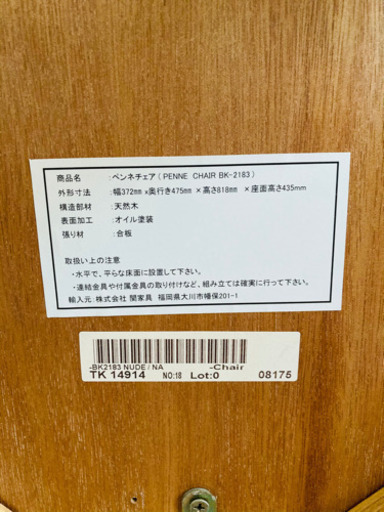 商品名 : ペンネチェア ( PENNE CHAIR BK-2183 )
外形寸法 : 幅372㎜ x奥行き475㎜ ×高さ818㎜ ×座面高さ435㎜
構造部材 : 天然木
表面加工 : オイル塗装
張り材 : 合板
取扱い上の注意
・水平で、平らな床面に設置して下さい。
・連結金具や付属金具の取り付けなど、組み立ては確実に行って下さい。
輸入元:株式会社 関家具 福岡県大川市幡保201-1
-BK2183 NUDE / NA -Chair
TK 14914 NO:18 Lot:0 08175